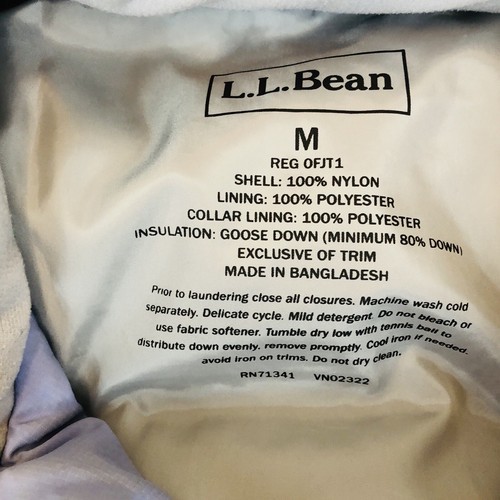 L.L.Bean
M
REG 0FJT1
SHELL: 100% NYLON
LINING: 100% POLYESTER
COLLAR LINING: 100% POLYESTER
INSULATION: GOOSE DOWN (MINIMUM 80% DOWN)
EXCLUSIVE OF TRIM
MADE IN BANGLADESH
Prior to laundering close all closures. Machine wash cold
separately. Delicate cycle. Mild detergent. Do not bleach or
use fabric softener. Tumble dry low with tennis ball to
distribute down evenly, remove promptly. Cool iron if needed.
avoid iron on trims. Do not dry clean.
RN71341 VN02322